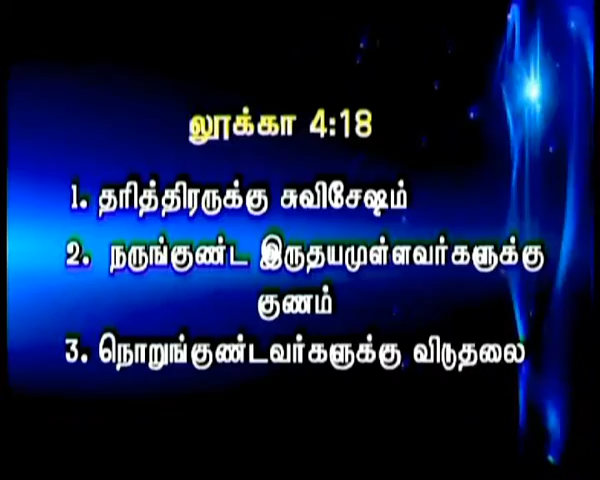 லூக்கா 4:18
1. தரித்திரருக்கு சுவிசேஷம்
2. நருங்குண்ட இருதயமுள்ளவர்களுக்கு
குணம்
3. நொறுங்குண்டவர்களுக்கு விடுதலை